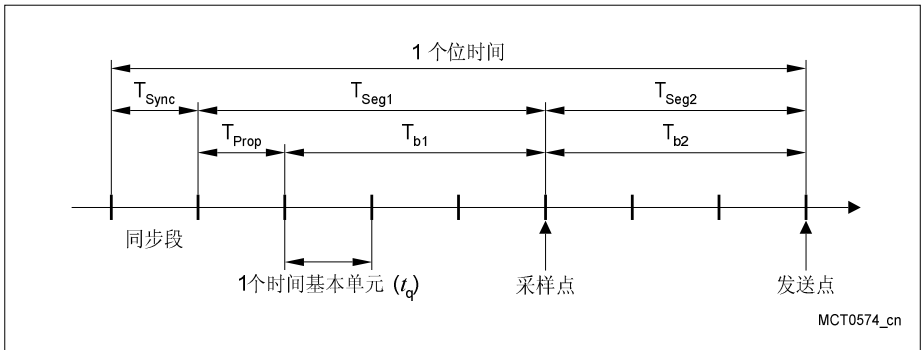 1 个位时间
TSync TSeg1 TSeg2
TProp Tb1 Tb2
同步段
1个时间基本单元 (tq) 采样点 发送点
MCT0574_cn